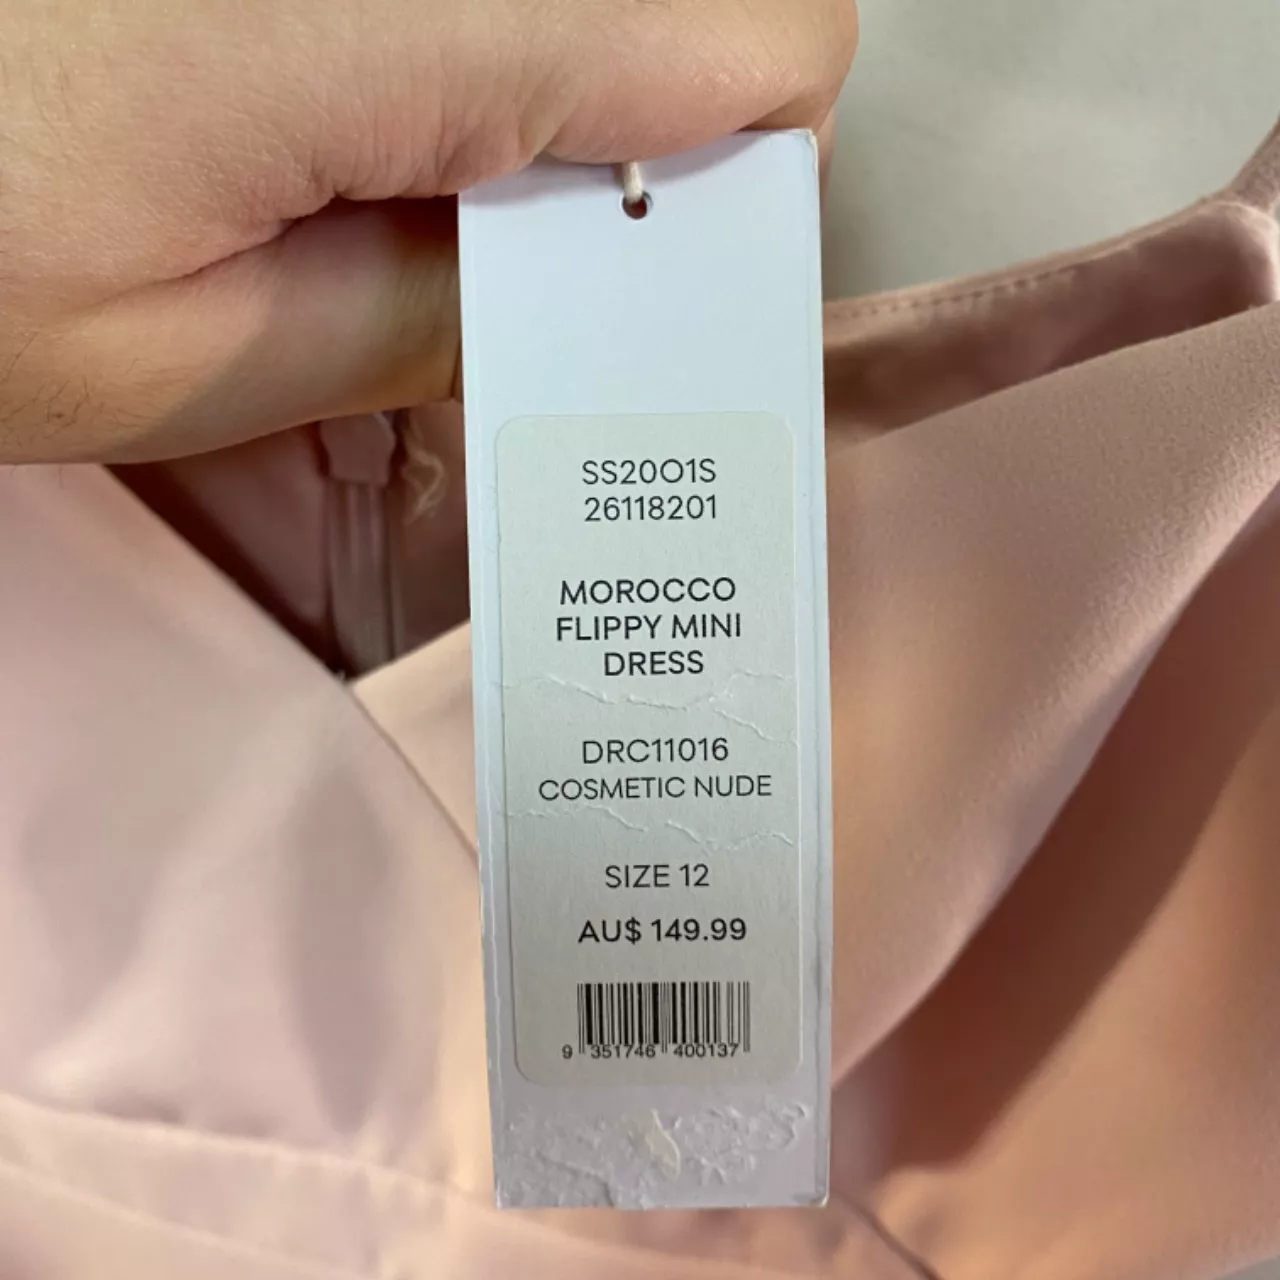 SS20O1S
26118201
MOROCCO
FLIPPY MINI
DRESS
DRC11016
COSMETIC NUDE
SIZE 12
AU$ 149.99
9 351746 400137